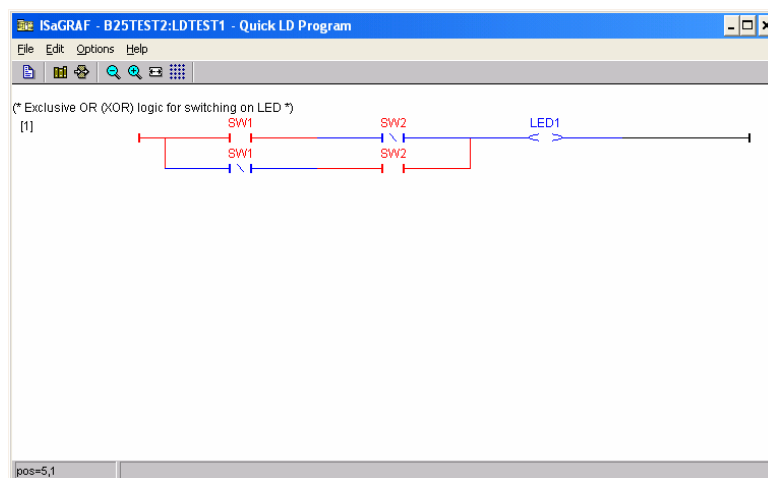 ISaGRAF - B25TEST2:LDTEST1 - Quick LD Program
File Edit Options Help
(* Exclusive OR (XOR) logic for switching on LED *)
[1]
SW1 SW2 LED1
SW1 SW2
pos=5,1